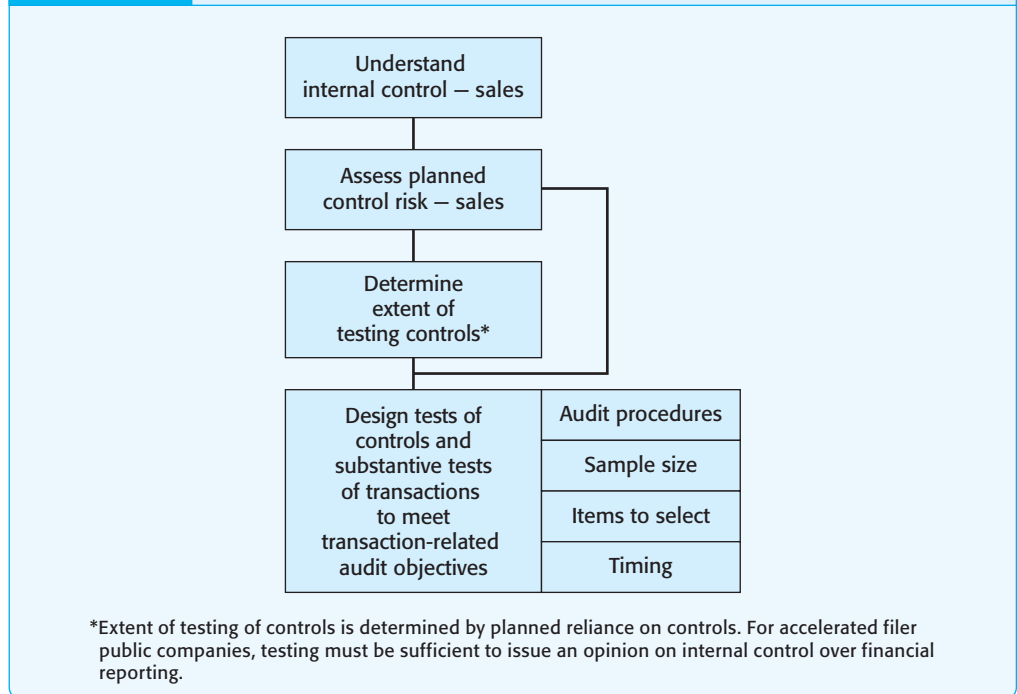 Understand
internal control — sales
Assess planned
control risk — sales
Determine
extent of
testing controls*
Design tests of
controls and
substantive tests
of transactions
to meet
transaction-related
audit objectives
Audit procedures
Sample size
Items to select
Timing
*Extent of testing of controls is determined by planned reliance on controls. For accelerated filer
public companies, testing must be sufficient to issue an opinion on internal control over financial
reporting.